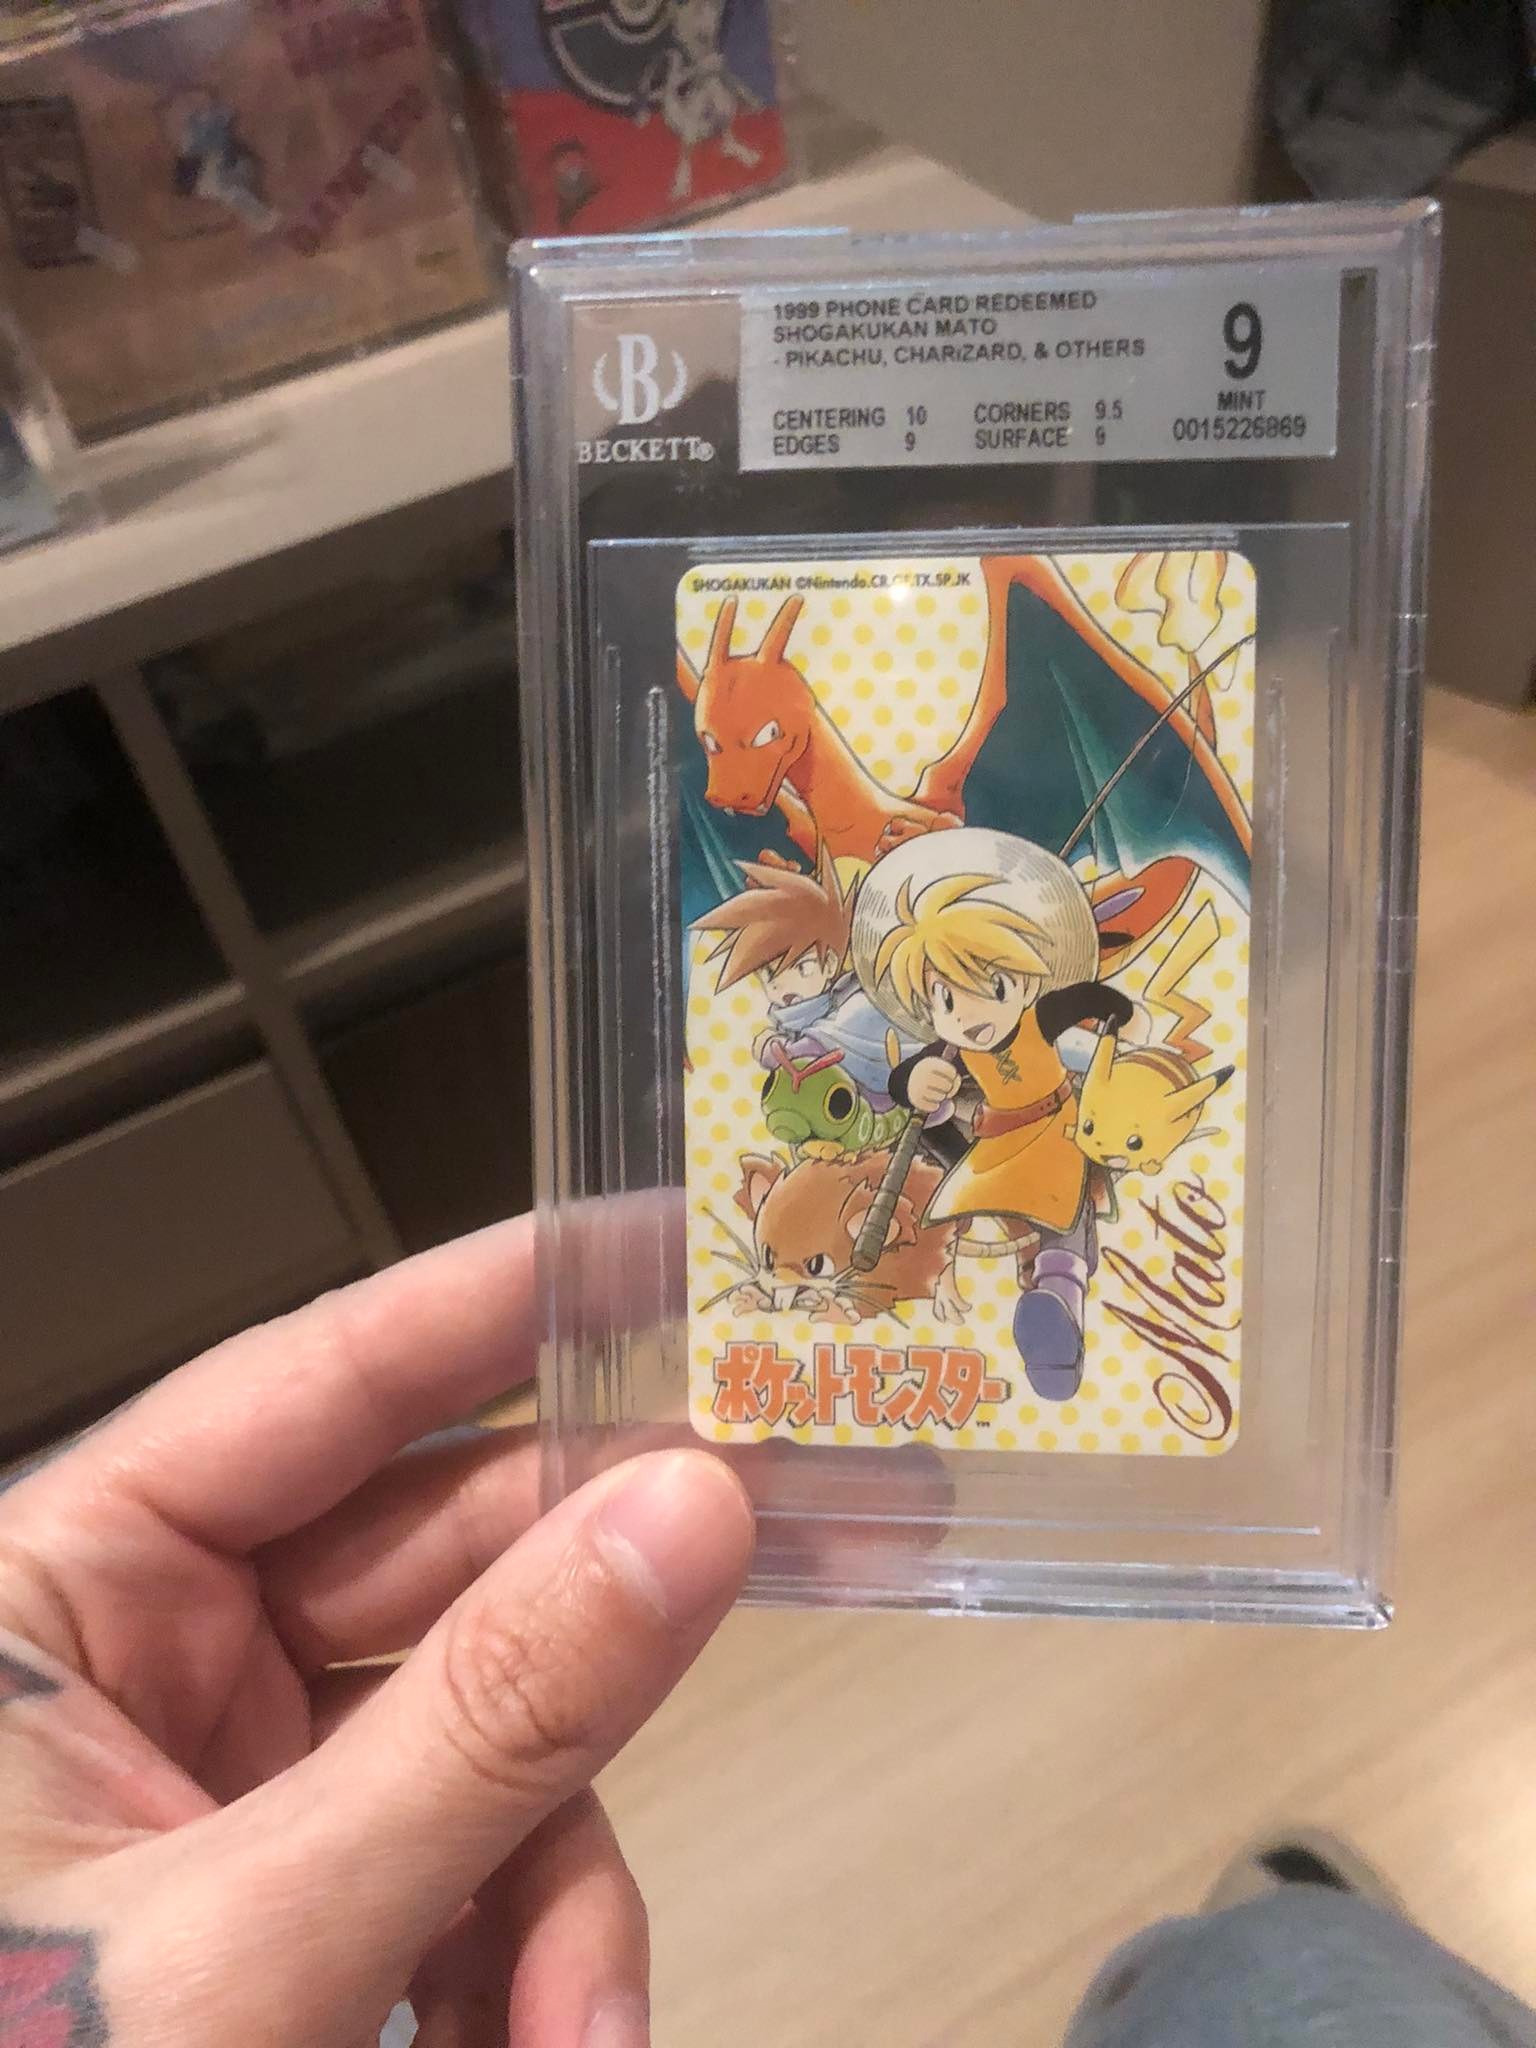 1999 PHONE CARD REDEEMED
SHOGAKUKAN MATO
- PIKACHU, CHARIZARD, & OTHERS
9
MINT
CENTERING 10 CORNERS 9.5
EDGES 9 SURFACE 9
0015226869
B
BECKETT®
SHOGAKUKAN ©Nintendo.CR.GF.TX.SP.JK
Mato
ポケットモンスター™